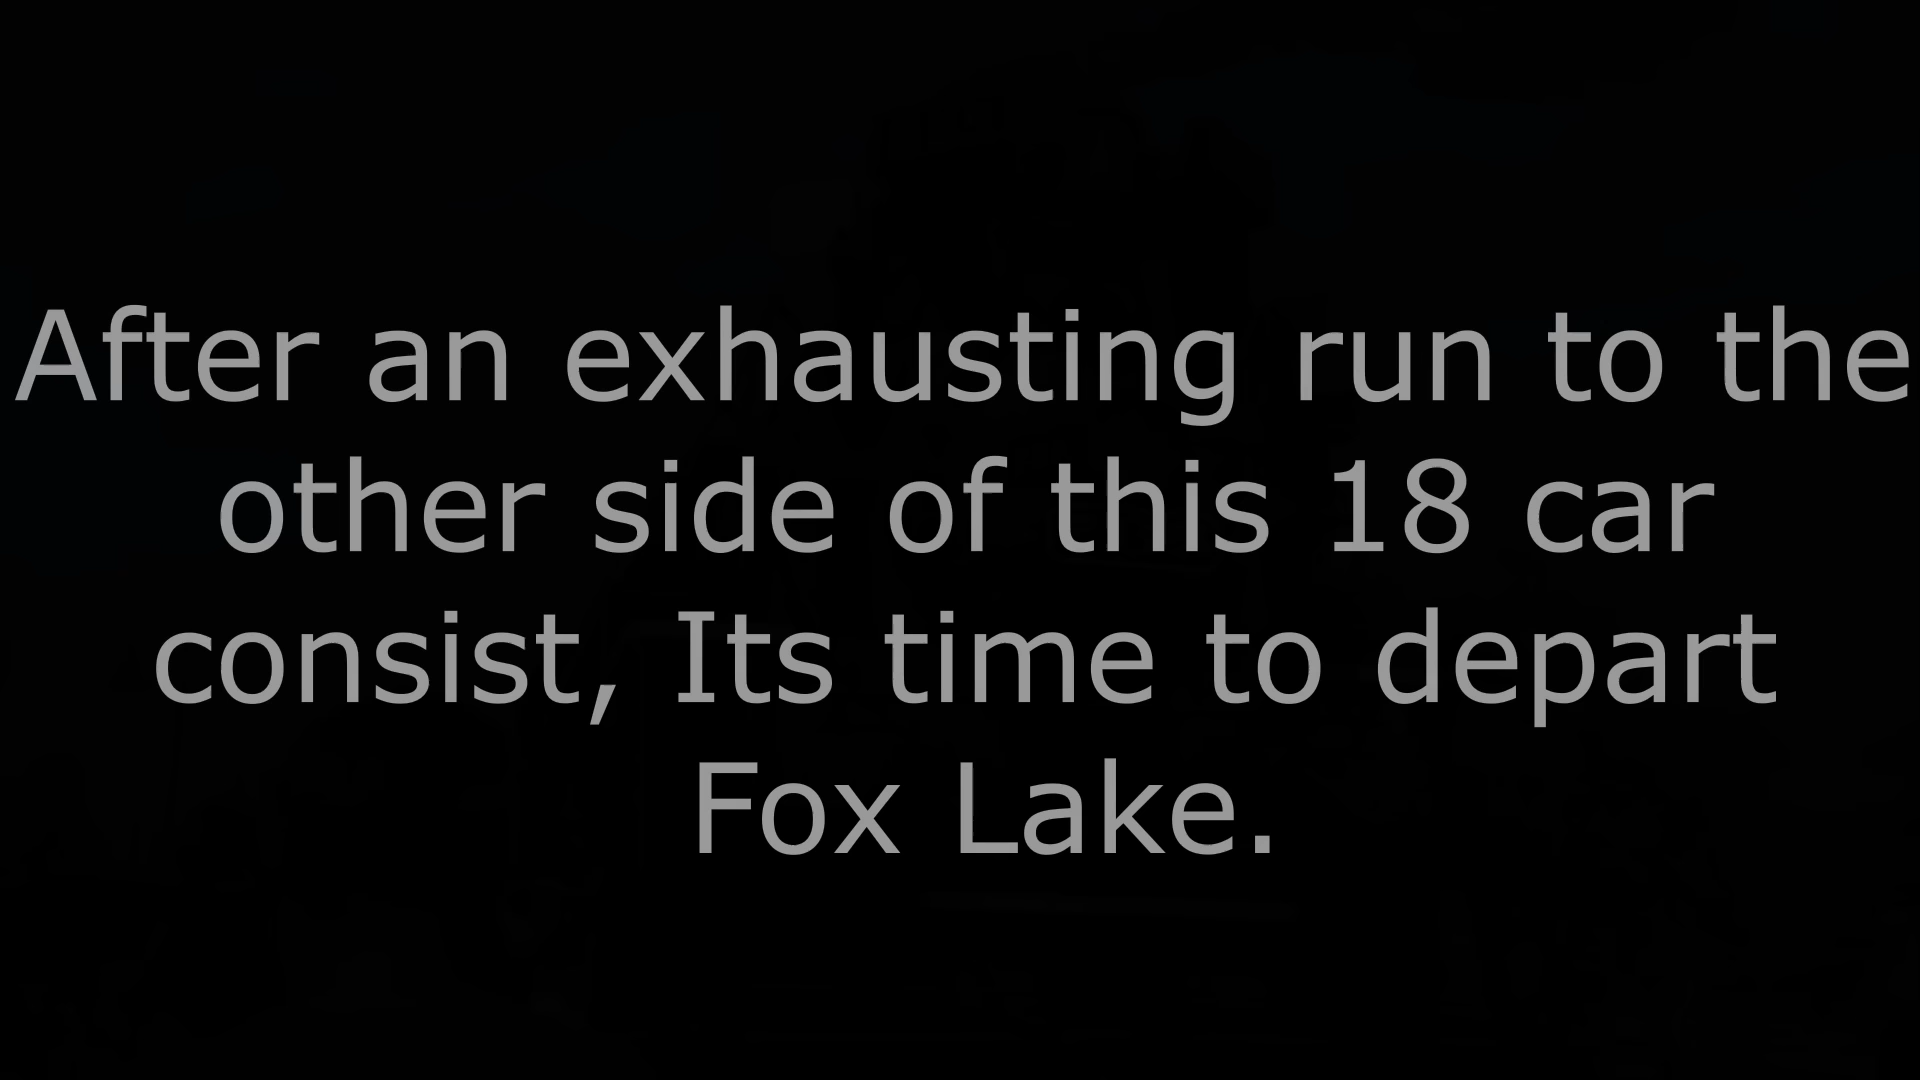 After an exhausting run to the
other side of this 18 car
consist, Its time to depart
Fox Lake.